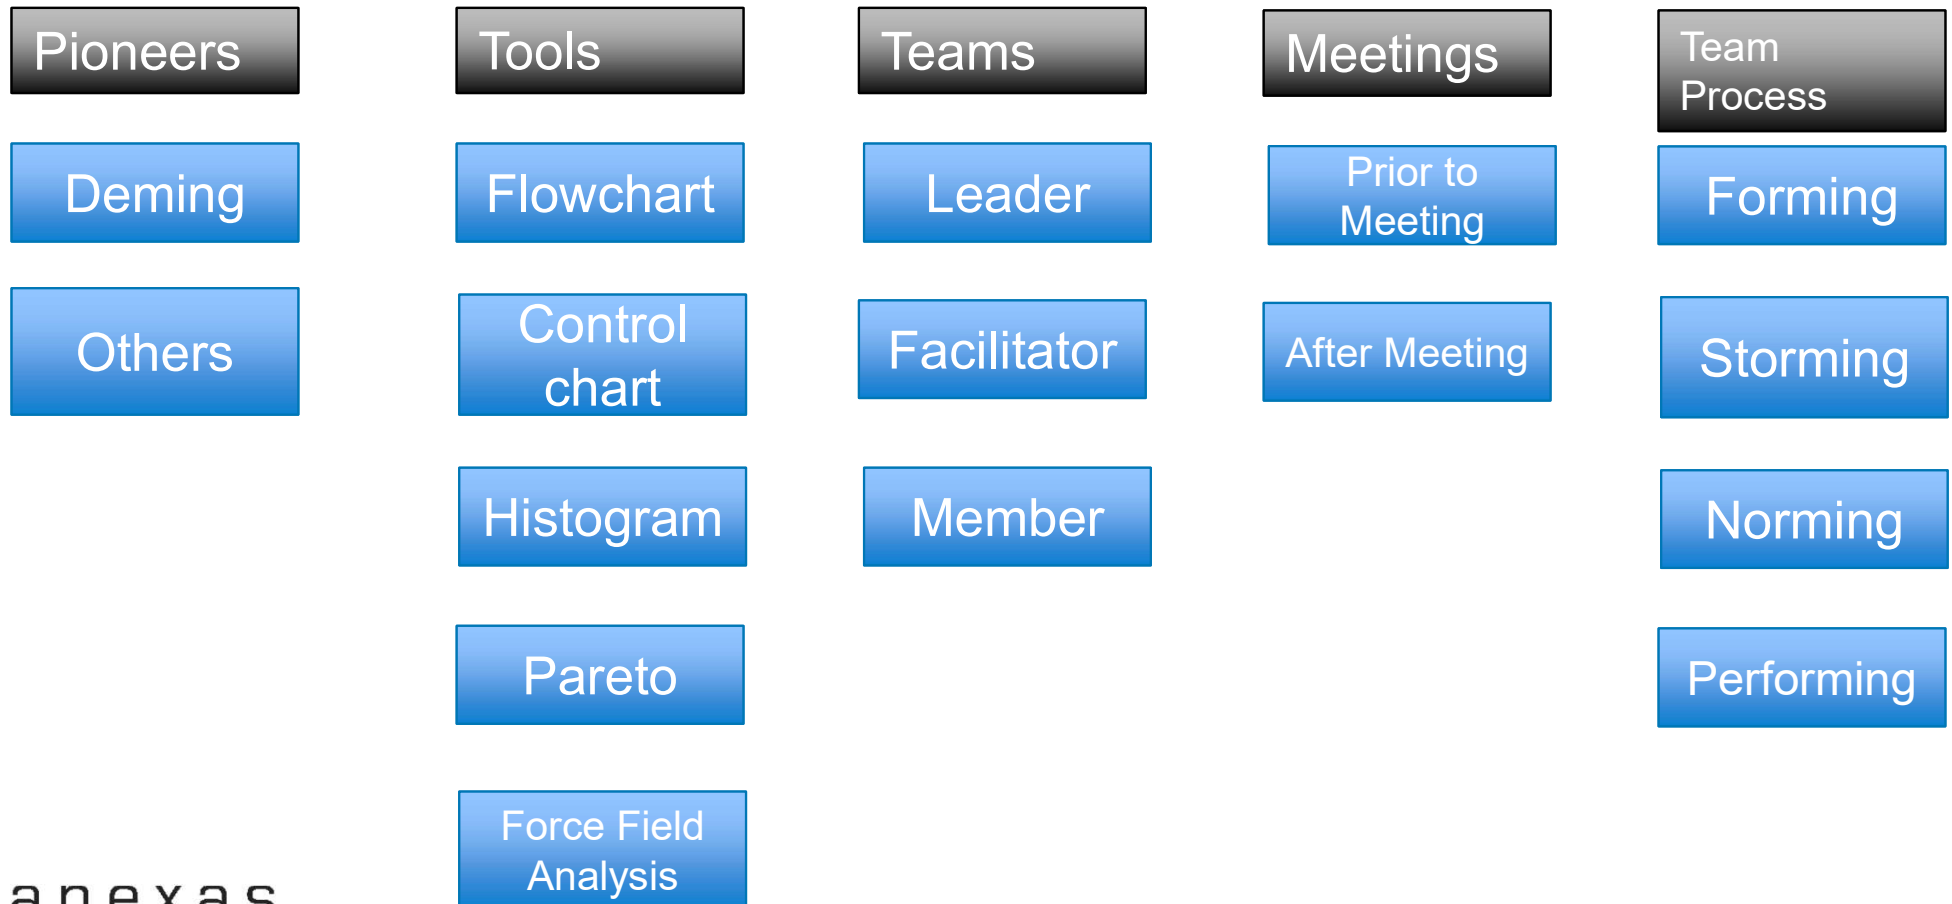 Pioneers
Tools
Teams
Meetings
Team
Process
Deming
Flowchart
Leader
Prior to
Meeting
Forming
Others
Control
chart
Facilitator
After Meeting
Storming
Histogram
Member
Norming
Pareto
Performing
Force Field
Analysis
anexas